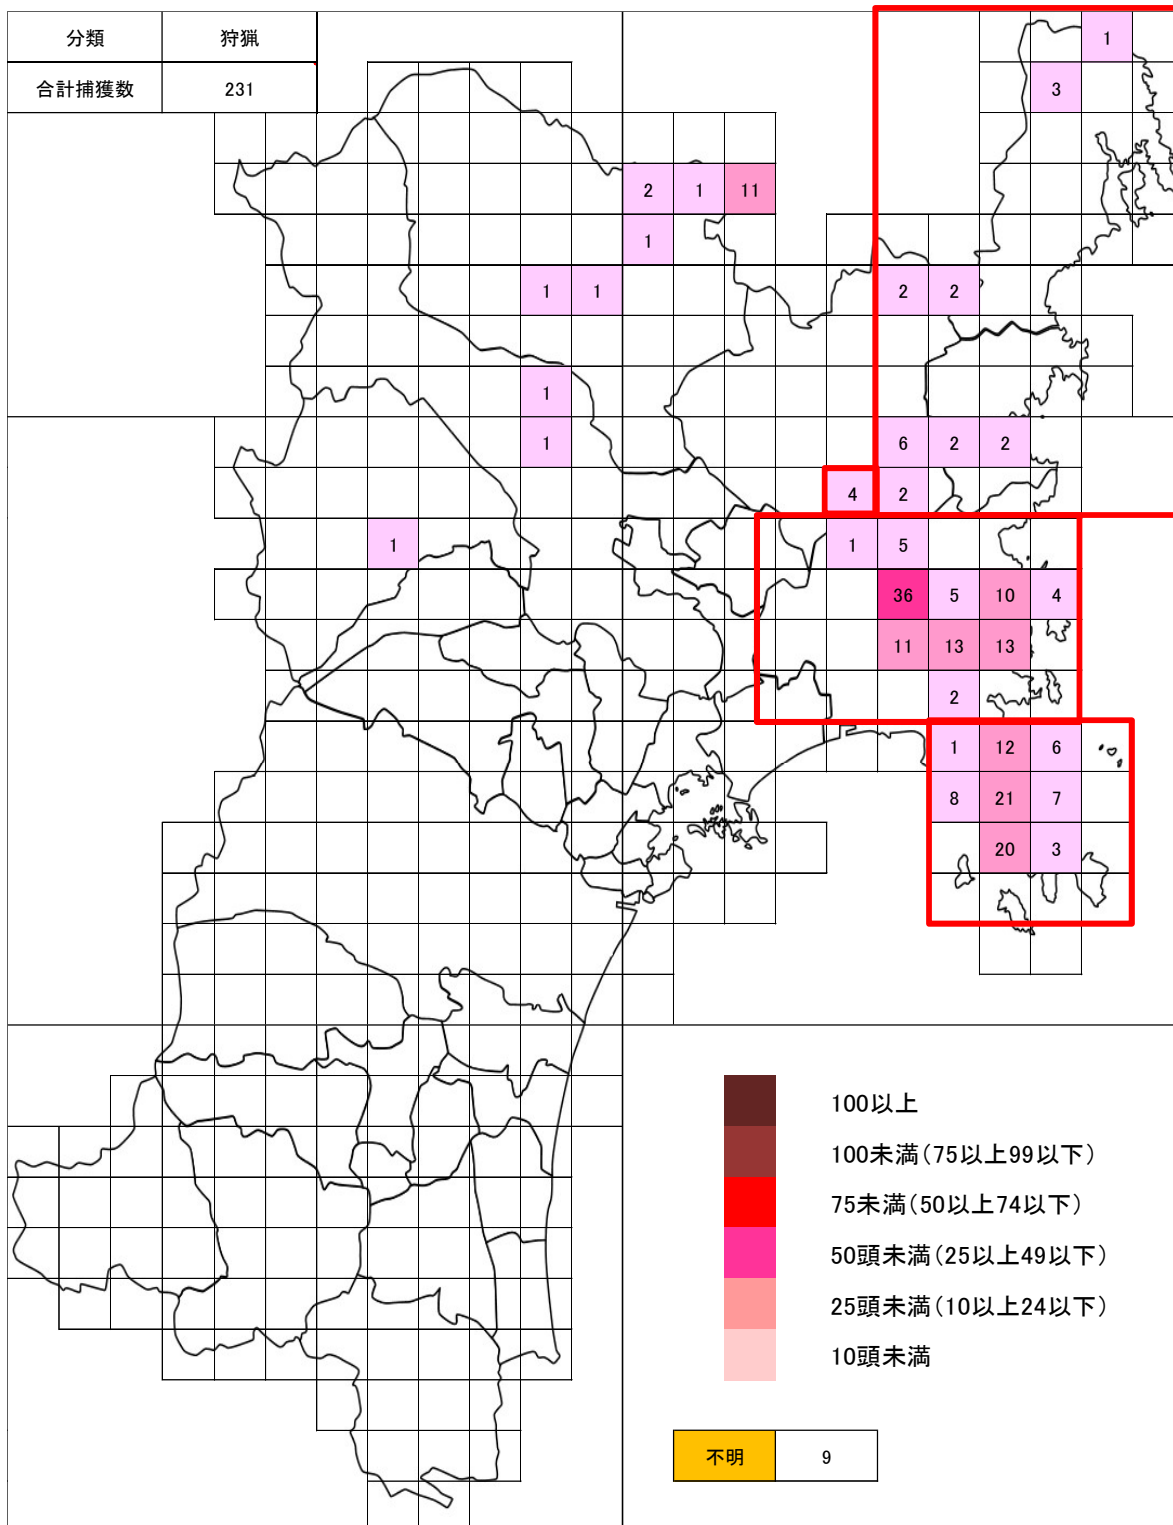 分類 狩猟
合計捕獲数 231
1
3
2 1 11
1
1 1 2 2
1
1 6 2 2
4 2
1 1 5
36 5 10 4
11 13 13
2
1 12 6
8 21 7
20 3
100以上
100未満(75以上99以下)
75未満(50以上74以下)
50頭未満(25以上49以下)
25頭未満(10以上24以下)
10頭未満
不明 9